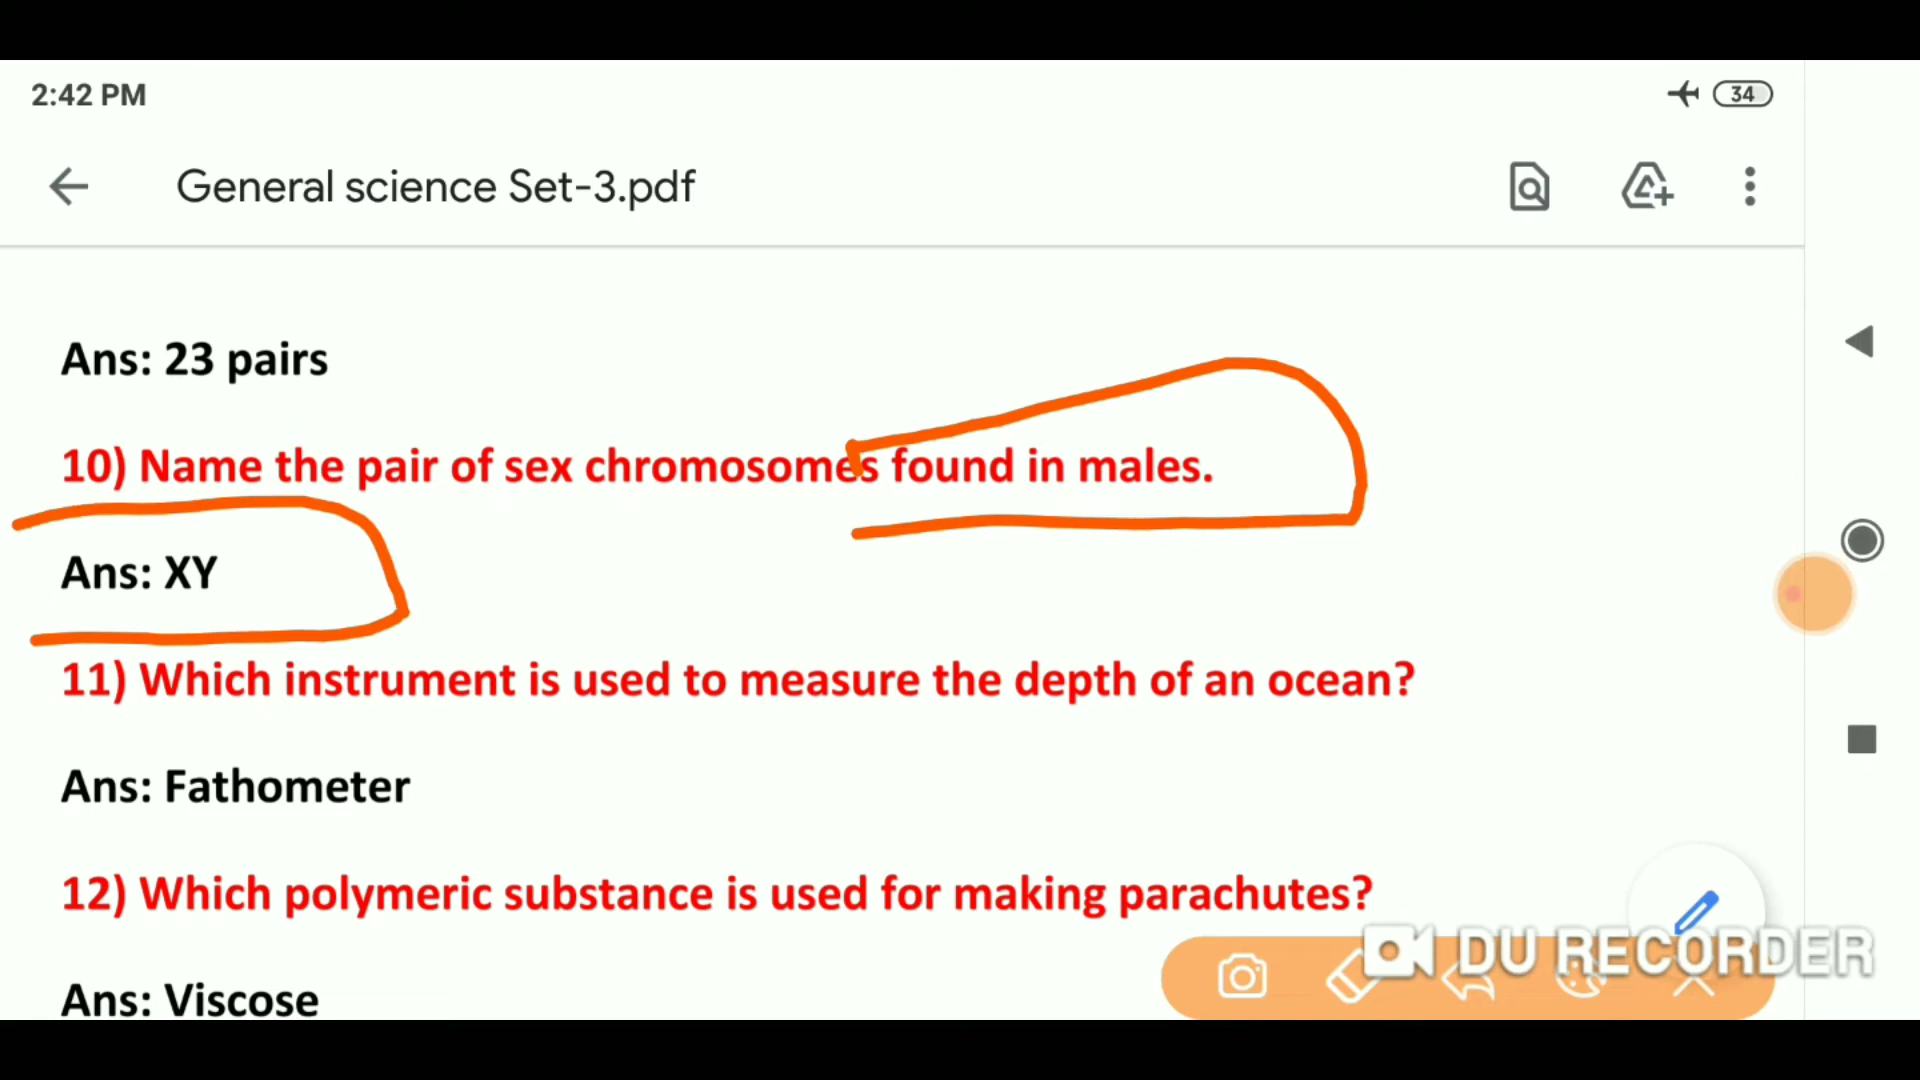 2:42 PM
34
General science Set-3.pdf
Ans: 23 pairs
10) Name the pair of sex chromosomes found in males.
Ans: XY
11) Which instrument is used to measure the depth of an ocean?
Ans: Fathometer
12) Which polymeric substance is used for making parachutes?
DU RECORDER
Ans: Viscose